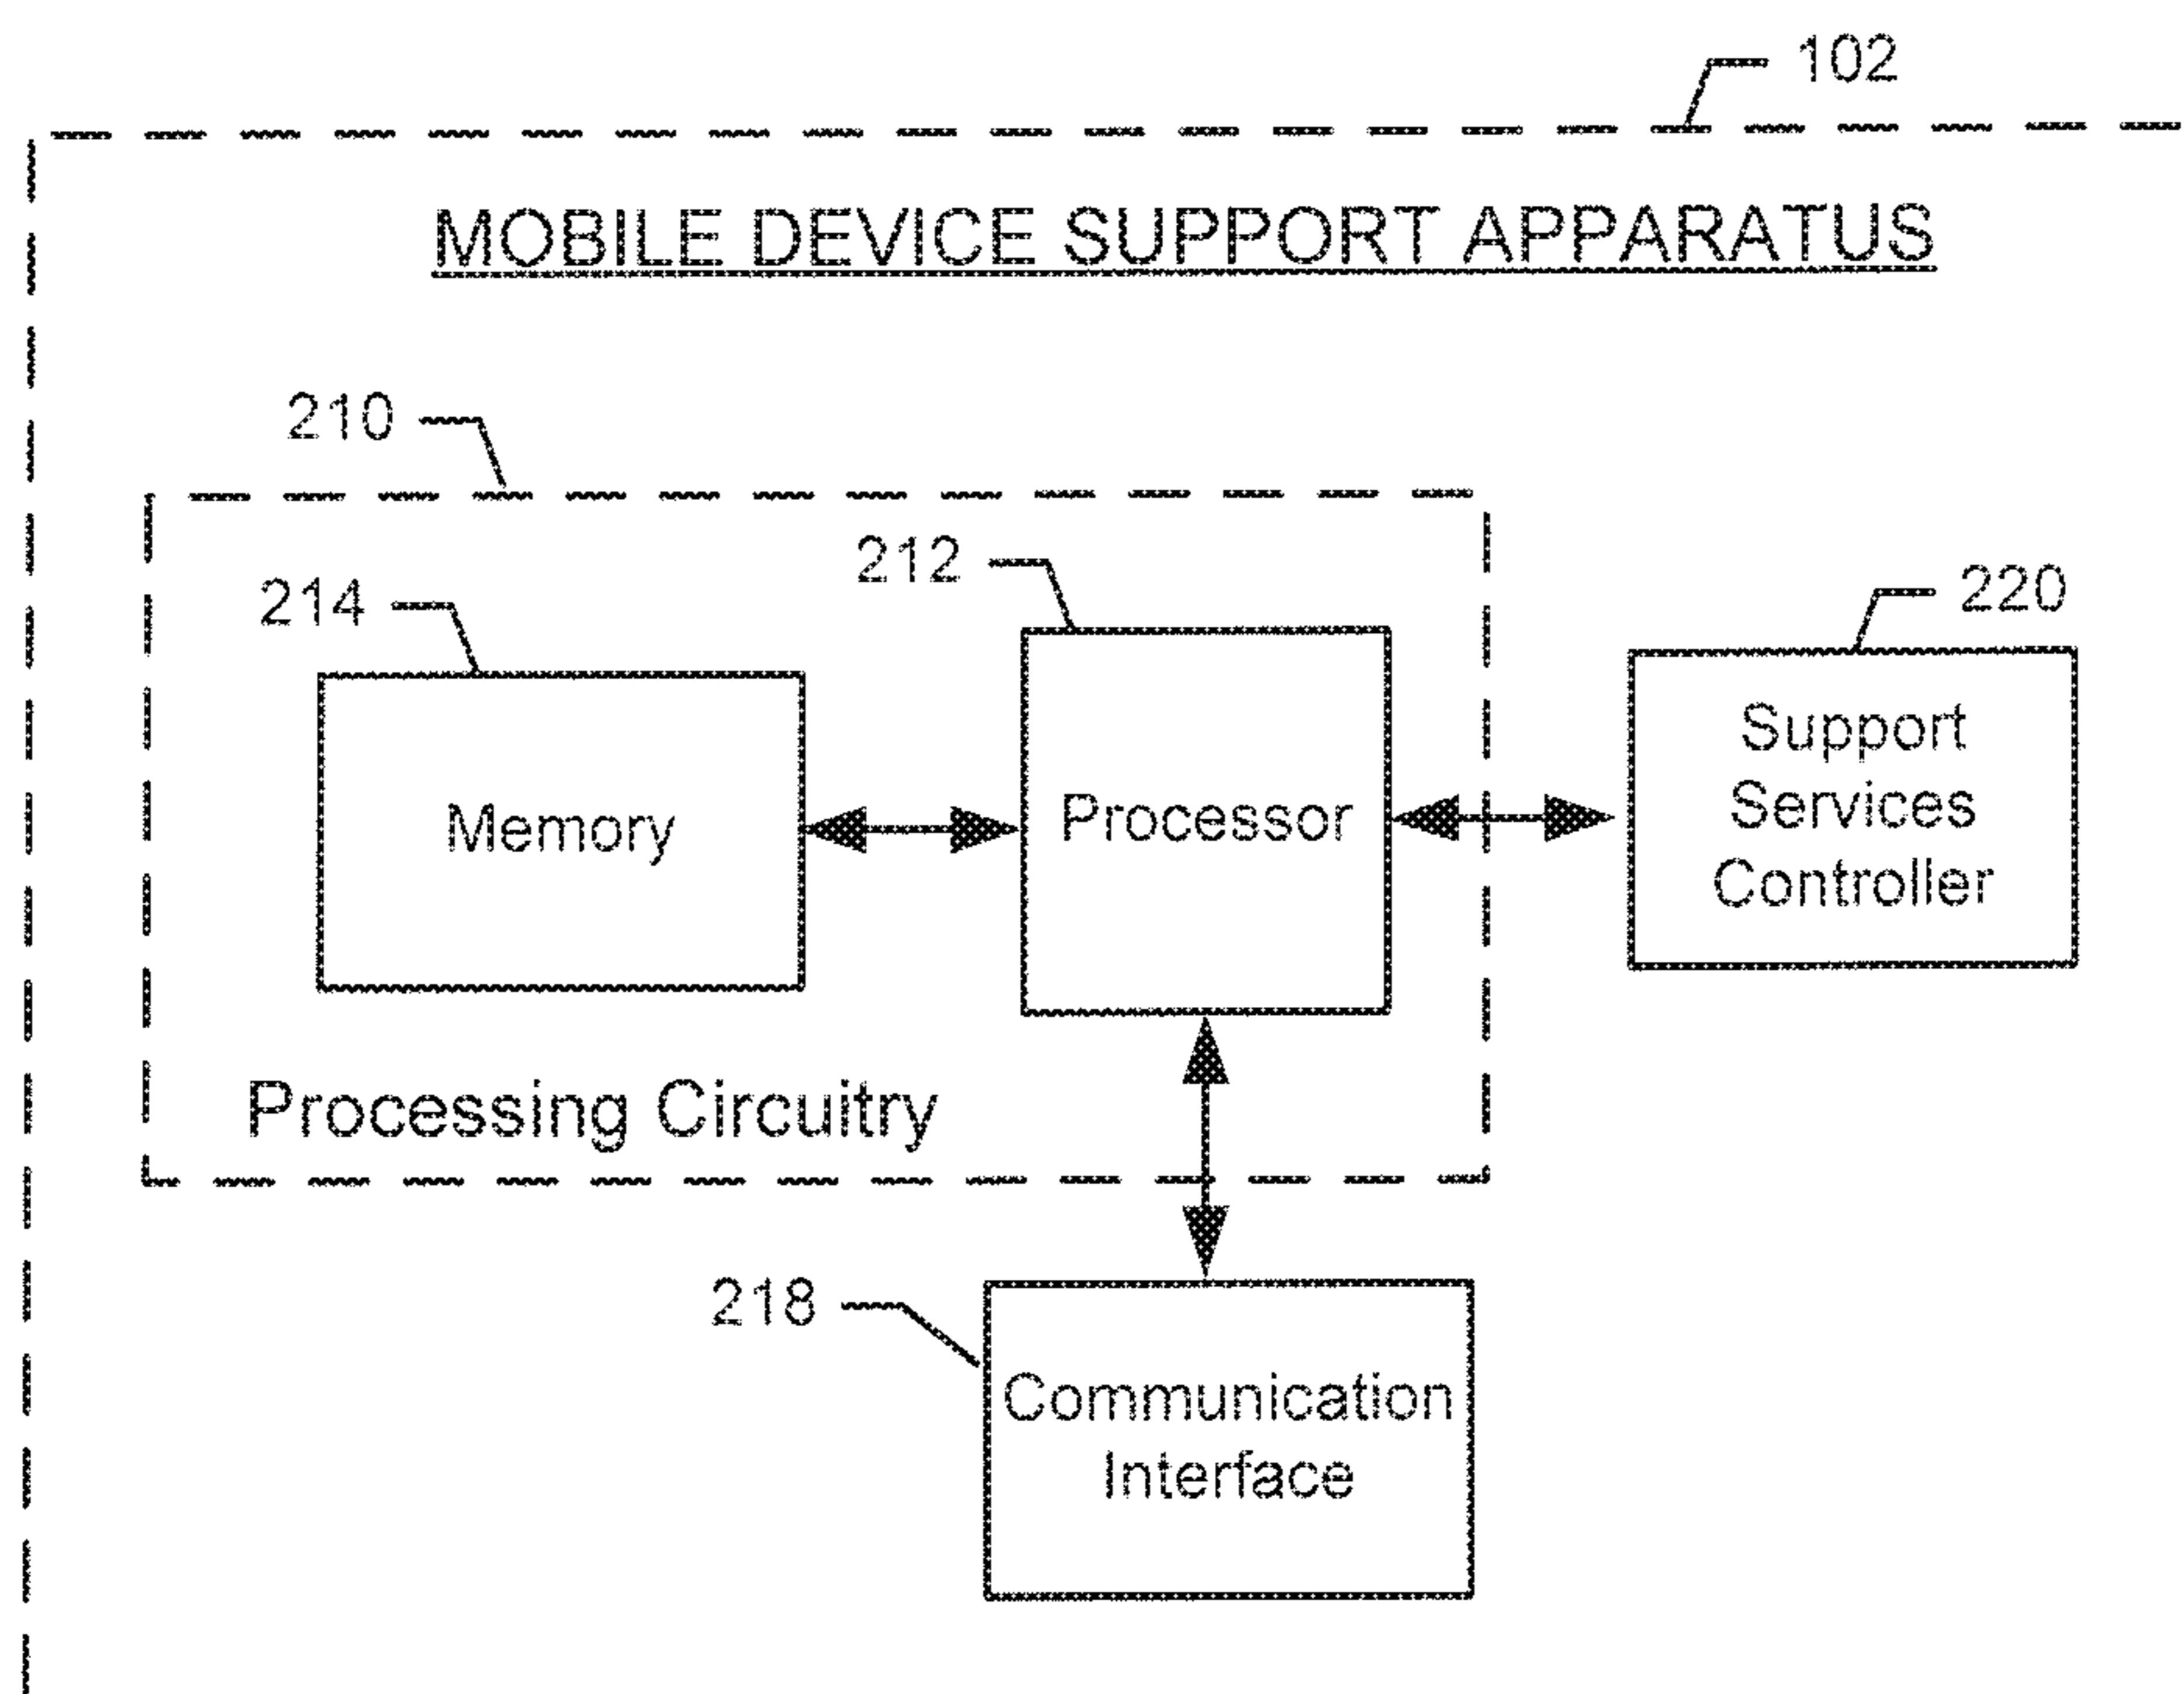 102
MOBILE DEVICE SUPPORT APPARATUS
210
212
214
220
Memory
Processor
Support
Services
Controller
Processing Circuitry
218
Communication
Interface